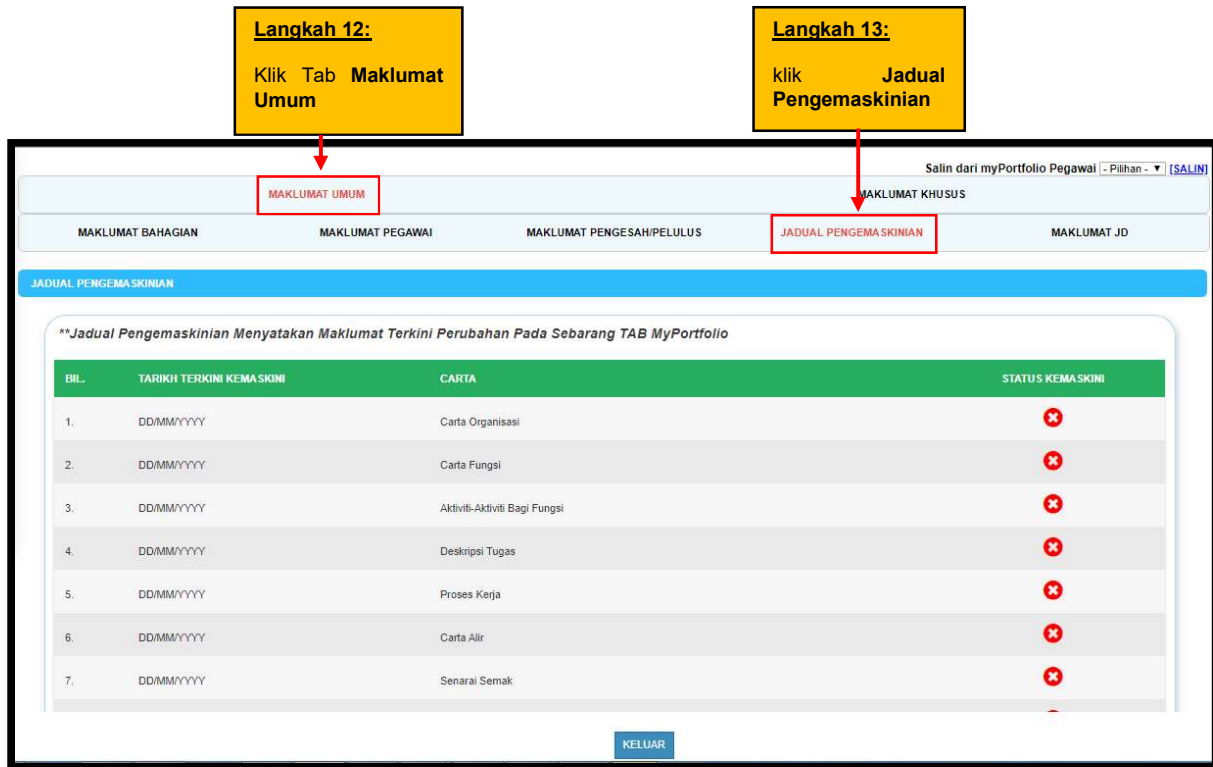 Langkah 12:
Klik Tab Maklumat
Umum
Langkah 13:
klik Jadual
Pengemaskinian
Salin dari myPortfolio Pegawai - Pilihan - ▼ [SALIN]
MAKLUMAT UMUM MAKLUMAT KHUSUS
MAKLUMAT BAHAGIAN MAKLUMAT PEGAWAI MAKLUMAT PENGESAH/PELULUS JADUAL PENGEMASKINIAN MAKLUMAT JD
JADUAL PENGEMASKINIAN
**Jadual Pengemaskinian Menyatakan Maklumat Terkini Perubahan Pada Sebarang TAB MyPortfolio
BIL. TARIKH TERKINI KEMASKINI CARTA STATUS KEMASKINI
1. DD/MM/YYYY Carta Organisasi
2. DD/MM/YYYY Carta Fungsi
3. DD/MM/YYYY Aktiviti-Aktiviti Bagi Fungsi
4. DD/MM/YYYY Deskripsi Tugas
5. DD/MM/YYYY Proses Kerja
6. DD/MM/YYYY Carta Alir
7. DD/MM/YYYY Senarai Semak
KELUAR